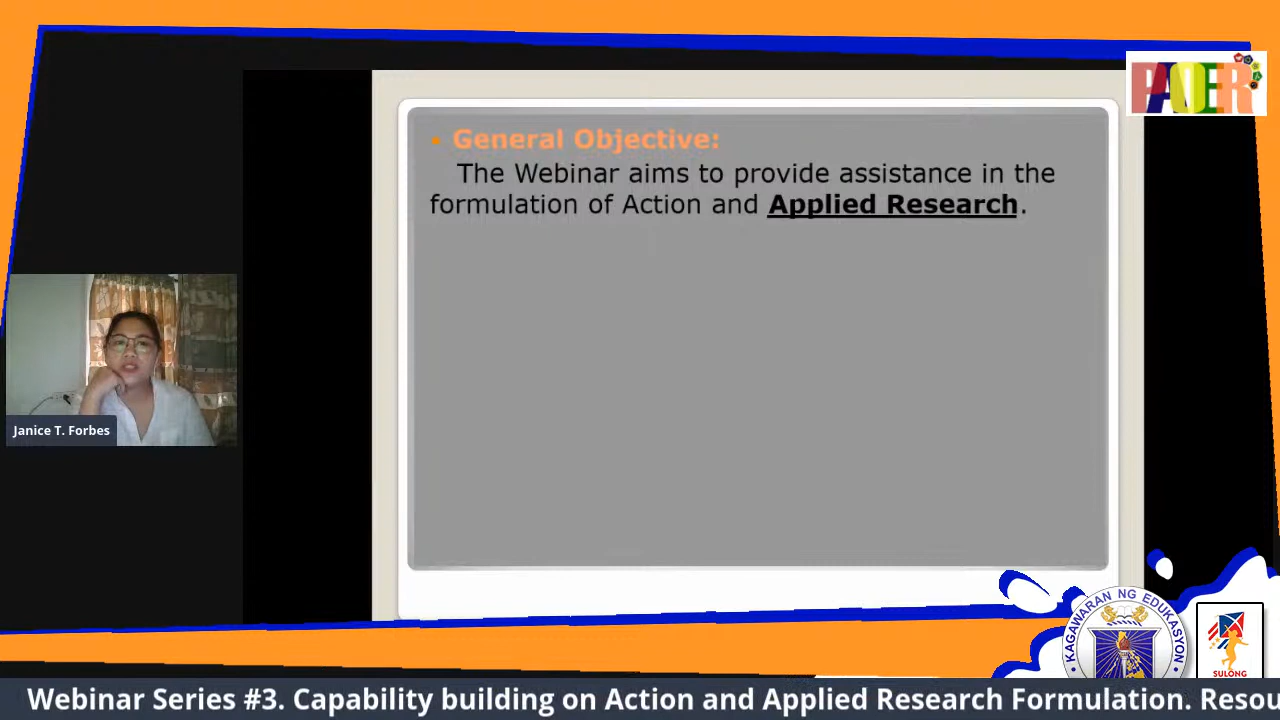 PAOER
General Objective:
The Webinar aims to provide assistance in the
formulation of Action and Applied Research.
Janice T. Forbes
KAGAWARAN NG EDUKASYON
SULONG
Webinar Series #3. Capability building on Action and Applied Research Formulation. Resou